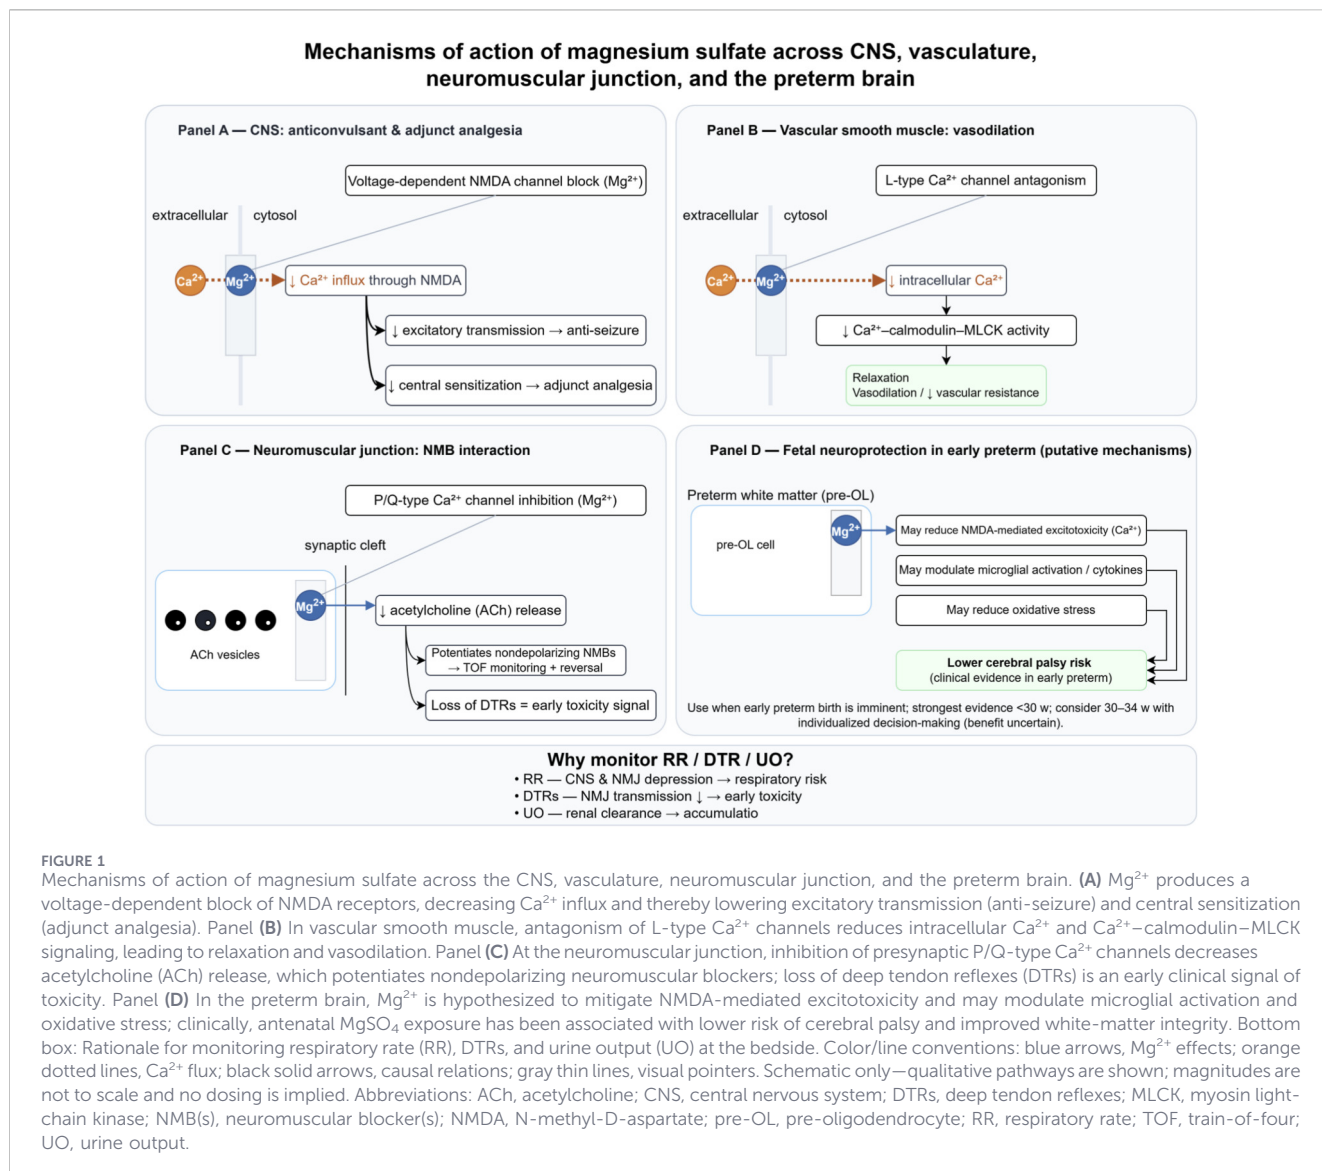 Mechanisms of action of magnesium sulfate across CNS, vasculature,
neuromuscular junction, and the preterm brain
Panel A — CNS: anticonvulsant & adjunct analgesia
Voltage-dependent NMDA channel block (Mg²⁺)
extracellular
cytosol
Ca²⁺
Mg²⁺
↓ Ca²⁺ influx through NMDA
↓ excitatory transmission → anti-seizure
↓ central sensitization → adjunct analgesia
Panel B — Vascular smooth muscle: vasodilation
L-type Ca²⁺ channel antagonism
extracellular
cytosol
Ca²⁺
Mg²⁺
↓ intracellular Ca²⁺
↓ Ca²⁺–calmodulin–MLCK activity
Relaxation
Vasodilation / ↓ vascular resistance
Panel C — Neuromuscular junction: NMB interaction
P/Q-type Ca²⁺ channel inhibition (Mg²⁺)
synaptic cleft
Mg²⁺
ACh vesicles
↓ acetylcholine (ACh) release
Potentiates nondepolarizing NMBs
→ TOF monitoring + reversal
Loss of DTRs = early toxicity signal
Panel D — Fetal neuroprotection in early preterm (putative mechanisms)
Preterm white matter (pre-OL)
pre-OL cell
Mg²⁺
May reduce NMDA-mediated excitotoxicity (Ca²⁺)
May modulate microglial activation / cytokines
May reduce oxidative stress
Lower cerebral palsy risk
(clinical evidence in early preterm)
Use when early preterm birth is imminent; strongest evidence <30 w; consider 30–34 w with
individualized decision-making (benefit uncertain).
Why monitor RR / DTR / UO?
• RR — CNS & NMJ depression → respiratory risk
• DTRs — NMJ transmission ↓ → early toxicity
• UO — renal clearance → accumulatio
FIGURE 1
Mechanisms of action of magnesium sulfate across the CNS, vasculature, neuromuscular junction, and the preterm brain. (A) Mg²⁺ produces a
voltage-dependent block of NMDA receptors, decreasing Ca²⁺ influx and thereby lowering excitatory transmission (anti-seizure) and central sensitization
(adjunct analgesia). Panel (B) In vascular smooth muscle, antagonism of L-type Ca²⁺ channels reduces intracellular Ca²⁺ and Ca²⁺–calmodulin–MLCK
signaling, leading to relaxation and vasodilation. Panel (C) At the neuromuscular junction, inhibition of presynaptic P/Q-type Ca²⁺ channels decreases
acetylcholine (ACh) release, which potentiates nondepolarizing neuromuscular blockers; loss of deep tendon reflexes (DTRs) is an early clinical signal of
toxicity. Panel (D) In the preterm brain, Mg²⁺ is hypothesized to mitigate NMDA-mediated excitotoxicity and may modulate microglial activation and
oxidative stress; clinically, antenatal MgSO₄ exposure has been associated with lower risk of cerebral palsy and improved white-matter integrity. Bottom
box: Rationale for monitoring respiratory rate (RR), DTRs, and urine output (UO) at the bedside. Color/line conventions: blue arrows, Mg²⁺ effects; orange
dotted lines, Ca²⁺ flux; black solid arrows, causal relations; gray thin lines, visual pointers. Schematic only—qualitative pathways are shown; magnitudes are
not to scale and no dosing is implied. Abbreviations: ACh, acetylcholine; CNS, central nervous system; DTRs, deep tendon reflexes; MLCK, myosin light-
chain kinase; NMB(s), neuromuscular blocker(s); NMDA, N-methyl-D-aspartate; pre-OL, pre-oligodendrocyte; RR, respiratory rate; TOF, train-of-four;
UO, urine output.